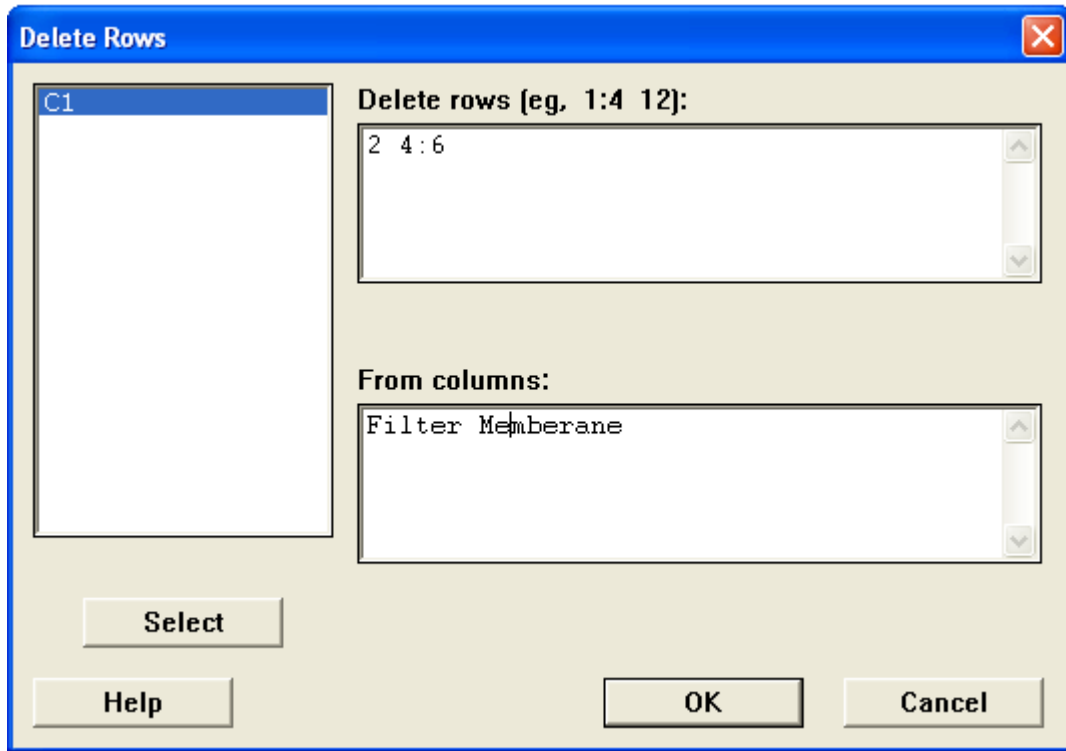 Delete Rows
C1
Delete rows (eg, 1:4 12):
2 4:6
From columns:
Filter Memberane
Select
Help
OK
Cancel